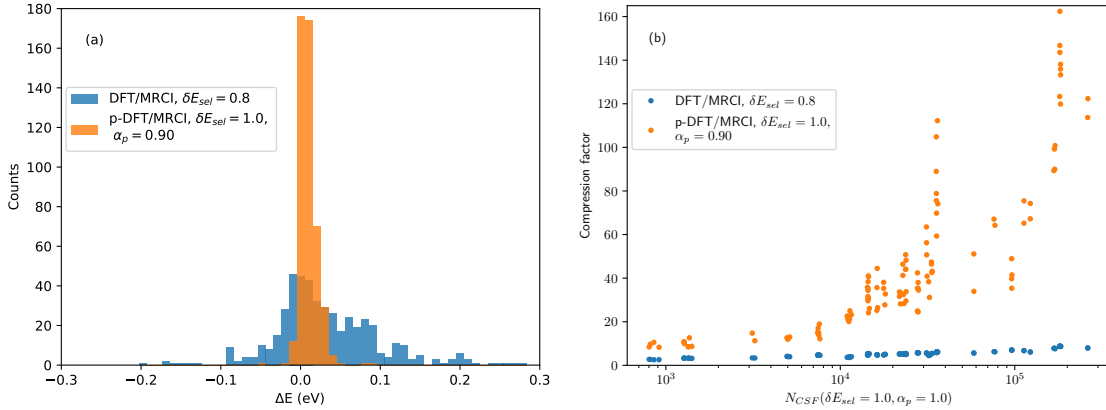 (a)
DFT/MRCI, δE_sel = 0.8
p-DFT/MRCI, δE_sel = 1.0,
α_p = 0.90
180
160
140
120
100
80
60
40
20
0
Counts
−0.3
−0.2
−0.1
0.0
0.1
0.2
0.3
ΔE (eV)
(b)
DFT/MRCI, δE_sel = 0.8
p-DFT/MRCI, δE_sel = 1.0,
α_p = 0.90
160
140
120
100
80
60
40
20
0
Compression factor
10^3
10^4
10^5
N_CSF(δE_sel = 1.0, α_p = 1.0)